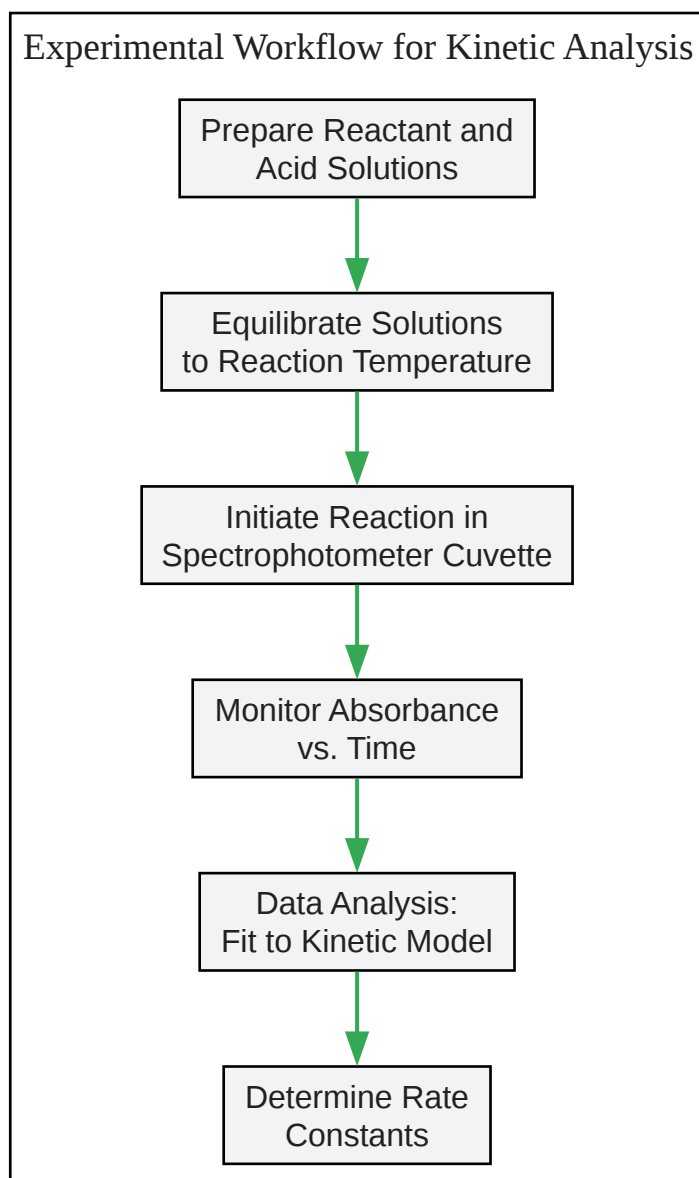 Experimental Workflow for Kinetic Analysis
Prepare Reactant and
Acid Solutions
Equilibrate Solutions
to Reaction Temperature
Initiate Reaction in
Spectrophotometer Cuvette
Monitor Absorbance
vs. Time
Data Analysis:
Fit to Kinetic Model
Determine Rate
Constants